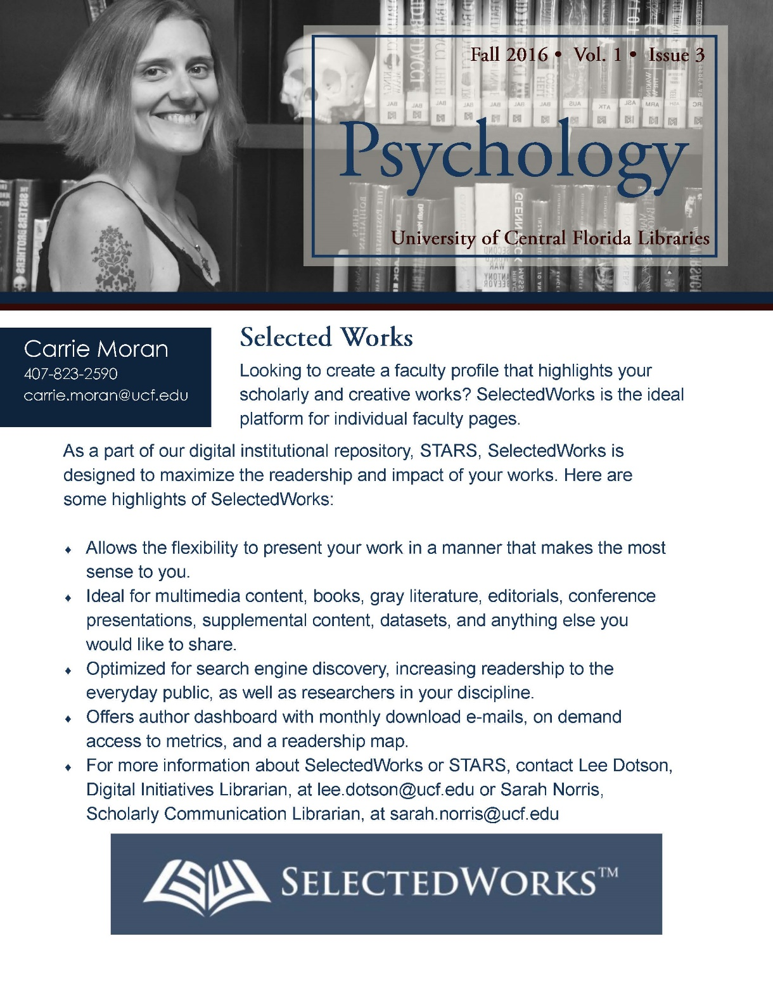 Fall 2016 • Vol. 1 • Issue 3
Psychology
University of Central Florida Libraries
Carrie Moran
407-823-2590
carrie.moran@ucf.edu
Selected Works
Looking to create a faculty profile that highlights your
scholarly and creative works? SelectedWorks is the ideal
platform for individual faculty pages.
As a part of our digital institutional repository, STARS, SelectedWorks is
designed to maximize the readership and impact of your works. Here are
some highlights of SelectedWorks:
♦ Allows the flexibility to present your work in a manner that makes the most
sense to you.
♦ Ideal for multimedia content, books, gray literature, editorials, conference
presentations, supplemental content, datasets, and anything else you
would like to share.
♦ Optimized for search engine discovery, increasing readership to the
everyday public, as well as researchers in your discipline.
♦ Offers author dashboard with monthly download e-mails, on demand
access to metrics, and a readership map.
♦ For more information about SelectedWorks or STARS, contact Lee Dotson,
Digital Initiatives Librarian, at lee.dotson@ucf.edu or Sarah Norris,
Scholarly Communication Librarian, at sarah.norris@ucf.edu
SELECTEDWORKS™